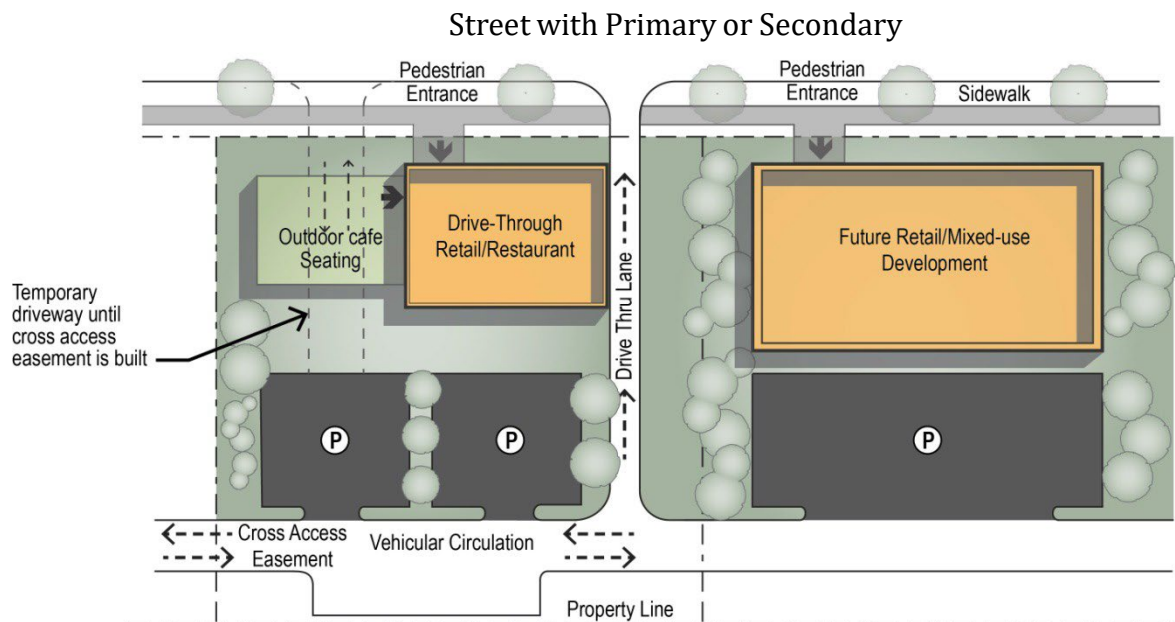 Street with Primary or Secondary
Pedestrian
Entrance
Pedestrian
Entrance
Sidewalk
Outdoor cafe
Seating
Drive-Through
Retail/Restaurant
Future Retail/Mixed-use
Development
Temporary
driveway until
cross access
easement is built
Drive Thru Lane
P
P
P
Cross Access
Easement
Vehicular Circulation
Property Line